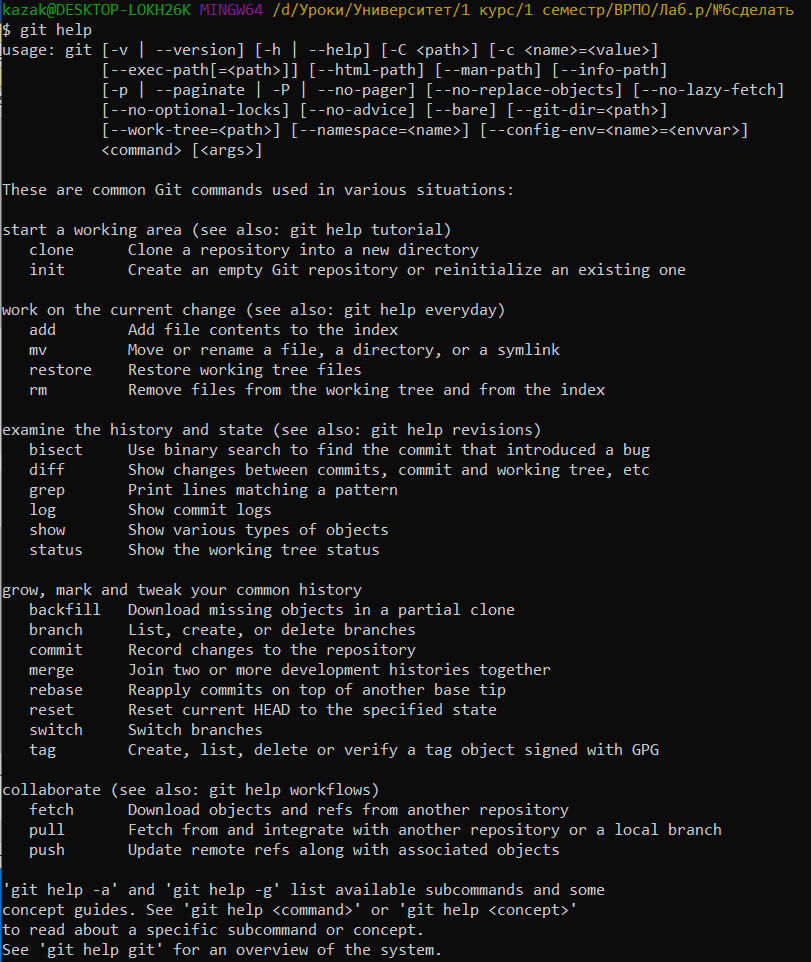 kazak@DESKTOP-LOKH26K MINGW64 /d/Уроки/Университет/1 курс/1 семестр/ВРПО/Лаб.р/№6сделать
$ git help
usage: git [-v | --version] [-h | --help] [-C <path>] [-c <name>=<value>]
           [--exec-path[=<path>]] [--html-path] [--man-path] [--info-path]
           [-p | --paginate | -P | --no-pager] [--no-replace-objects] [--no-lazy-fetch]
           [--no-optional-locks] [--no-advice] [--bare] [--git-dir=<path>]
           [--work-tree=<path>] [--namespace=<name>] [--config-env=<name>=<envvar>]
           <command> [<args>]

These are common Git commands used in various situations:

start a working area (see also: git help tutorial)
   clone      Clone a repository into a new directory
   init       Create an empty Git repository or reinitialize an existing one

work on the current change (see also: git help everyday)
   add        Add file contents to the index
   mv         Move or rename a file, a directory, or a symlink
   restore    Restore working tree files
   rm         Remove files from the working tree and from the index

examine the history and state (see also: git help revisions)
   bisect     Use binary search to find the commit that introduced a bug
   diff       Show changes between commits, commit and working tree, etc
   grep       Print lines matching a pattern
   log        Show commit logs
   show       Show various types of objects
   status     Show the working tree status

grow, mark and tweak your common history
   backfill   Download missing objects in a partial clone
   branch     List, create, or delete branches
   commit     Record changes to the repository
   merge      Join two or more development histories together
   rebase     Reapply commits on top of another base tip
   reset      Reset current HEAD to the specified state
   switch     Switch branches
   tag        Create, list, delete or verify a tag object signed with GPG

collaborate (see also: git help workflows)
   fetch      Download objects and refs from another repository
   pull       Fetch from and integrate with another repository or a local branch
   push       Update remote refs along with associated objects

'git help -a' and 'git help -g' list available subcommands and some
concept guides. See 'git help <command>' or 'git help <concept>'
to read about a specific subcommand or concept.
See 'git help git' for an overview of the system.